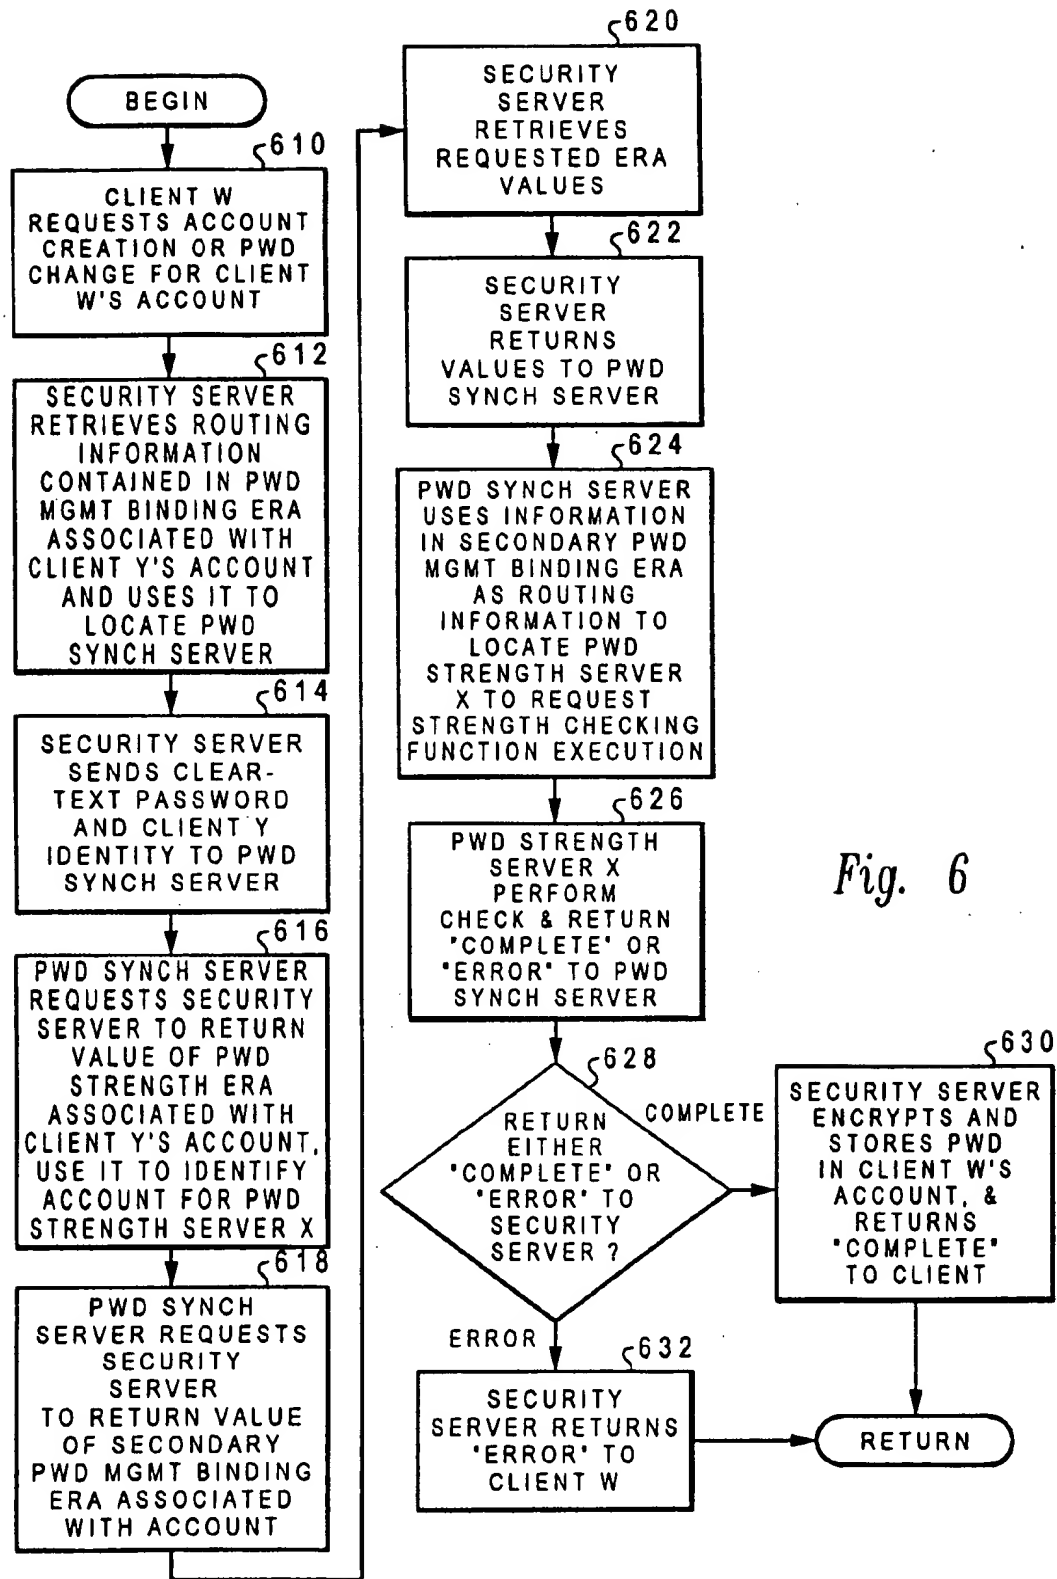 BEGIN
610
CLIENT W
REQUESTS ACCOUNT
CREATION OR PWD
CHANGE FOR CLIENT
W'S ACCOUNT
612
SECURITY SERVER
RETRIEVES ROUTING
INFORMATION
CONTAINED IN PWD
MGMT BINDING ERA
ASSOCIATED WITH
CLIENT Y'S ACCOUNT
AND USES IT TO
LOCATE PWD
SYNCH SERVER
614
SECURITY SERVER
SENDS CLEAR-
TEXT PASSWORD
AND CLIENT Y
IDENTITY TO PWD
SYNCH SERVER
616
PWD SYNCH SERVER
REQUESTS SECURITY
SERVER TO RETURN
VALUE OF PWD
STRENGTH ERA
ASSOCIATED WITH
CLIENT Y'S ACCOUNT,
USE IT TO IDENTIFY
ACCOUNT FOR PWD
STRENGTH SERVER X
618
PWD SYNCH
SERVER REQUESTS
SECURITY
SERVER
TO RETURN VALUE
OF SECONDARY
PWD MGMT BINDING
ERA ASSOCIATED
WITH ACCOUNT
620
SECURITY
SERVER
RETRIEVES
REQUESTED ERA
VALUES
622
SECURITY
SERVER
RETURNS
VALUES TO PWD
SYNCH SERVER
624
PWD SYNCH SERVER
USES INFORMATION
IN SECONDARY PWD
MGMT BINDING ERA
AS ROUTING
INFORMATION TO
LOCATE PWD
STRENGTH SERVER
X TO REQUEST
STRENGTH CHECKING
FUNCTION EXECUTION
626
PWD STRENGTH
SERVER X
PERFORM
CHECK & RETURN
"COMPLETE" OR
"ERROR" TO PWD
SYNCH SERVER
628
RETURN
EITHER
"COMPLETE" OR
"ERROR" TO
SECURITY
SERVER ?
COMPLETE
630
SECURITY SERVER
ENCRYPTS AND
STORES PWD
IN CLIENT W'S
ACCOUNT, &
RETURNS
"COMPLETE"
TO CLIENT
ERROR
632
SECURITY
SERVER RETURNS
"ERROR" TO
CLIENT W
RETURN
Fig. 6